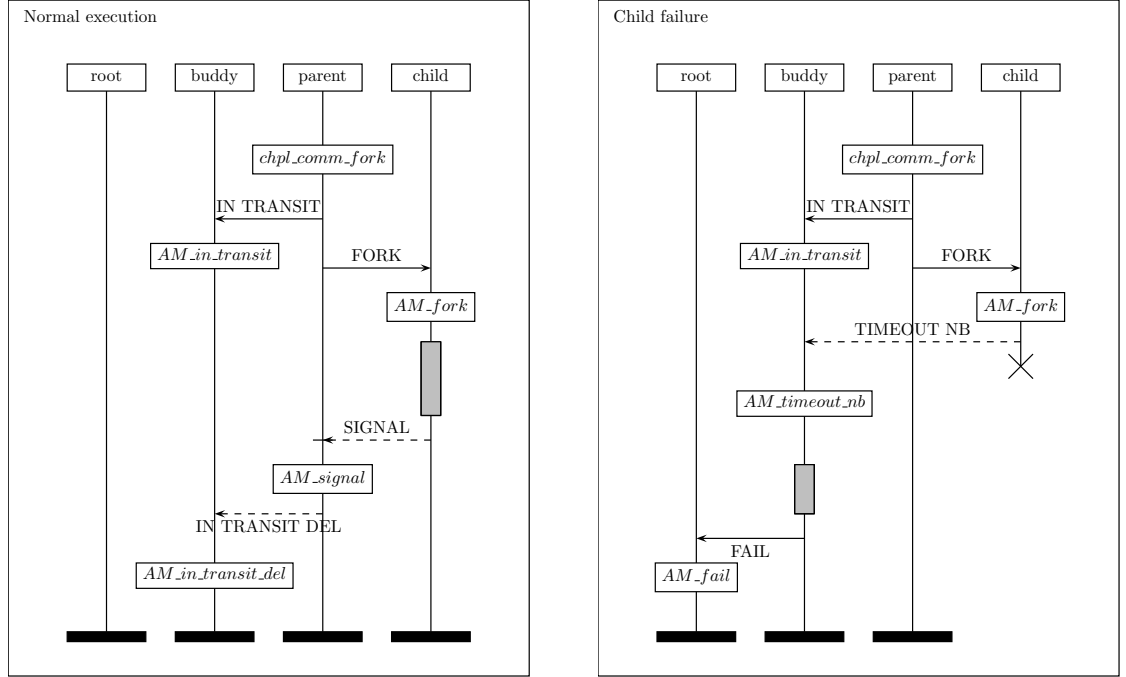 Normal execution
root
buddy
parent
child
chpl_comm_fork
IN TRANSIT
AM_in_transit
FORK
AM_fork
SIGNAL
AM_signal
IN TRANSIT DEL
AM_in_transit_del
Child failure
root
buddy
parent
child
chpl_comm_fork
IN TRANSIT
AM_in_transit
FORK
AM_fork
TIMEOUT NB
AM_timeout_nb
FAIL
AM_fail